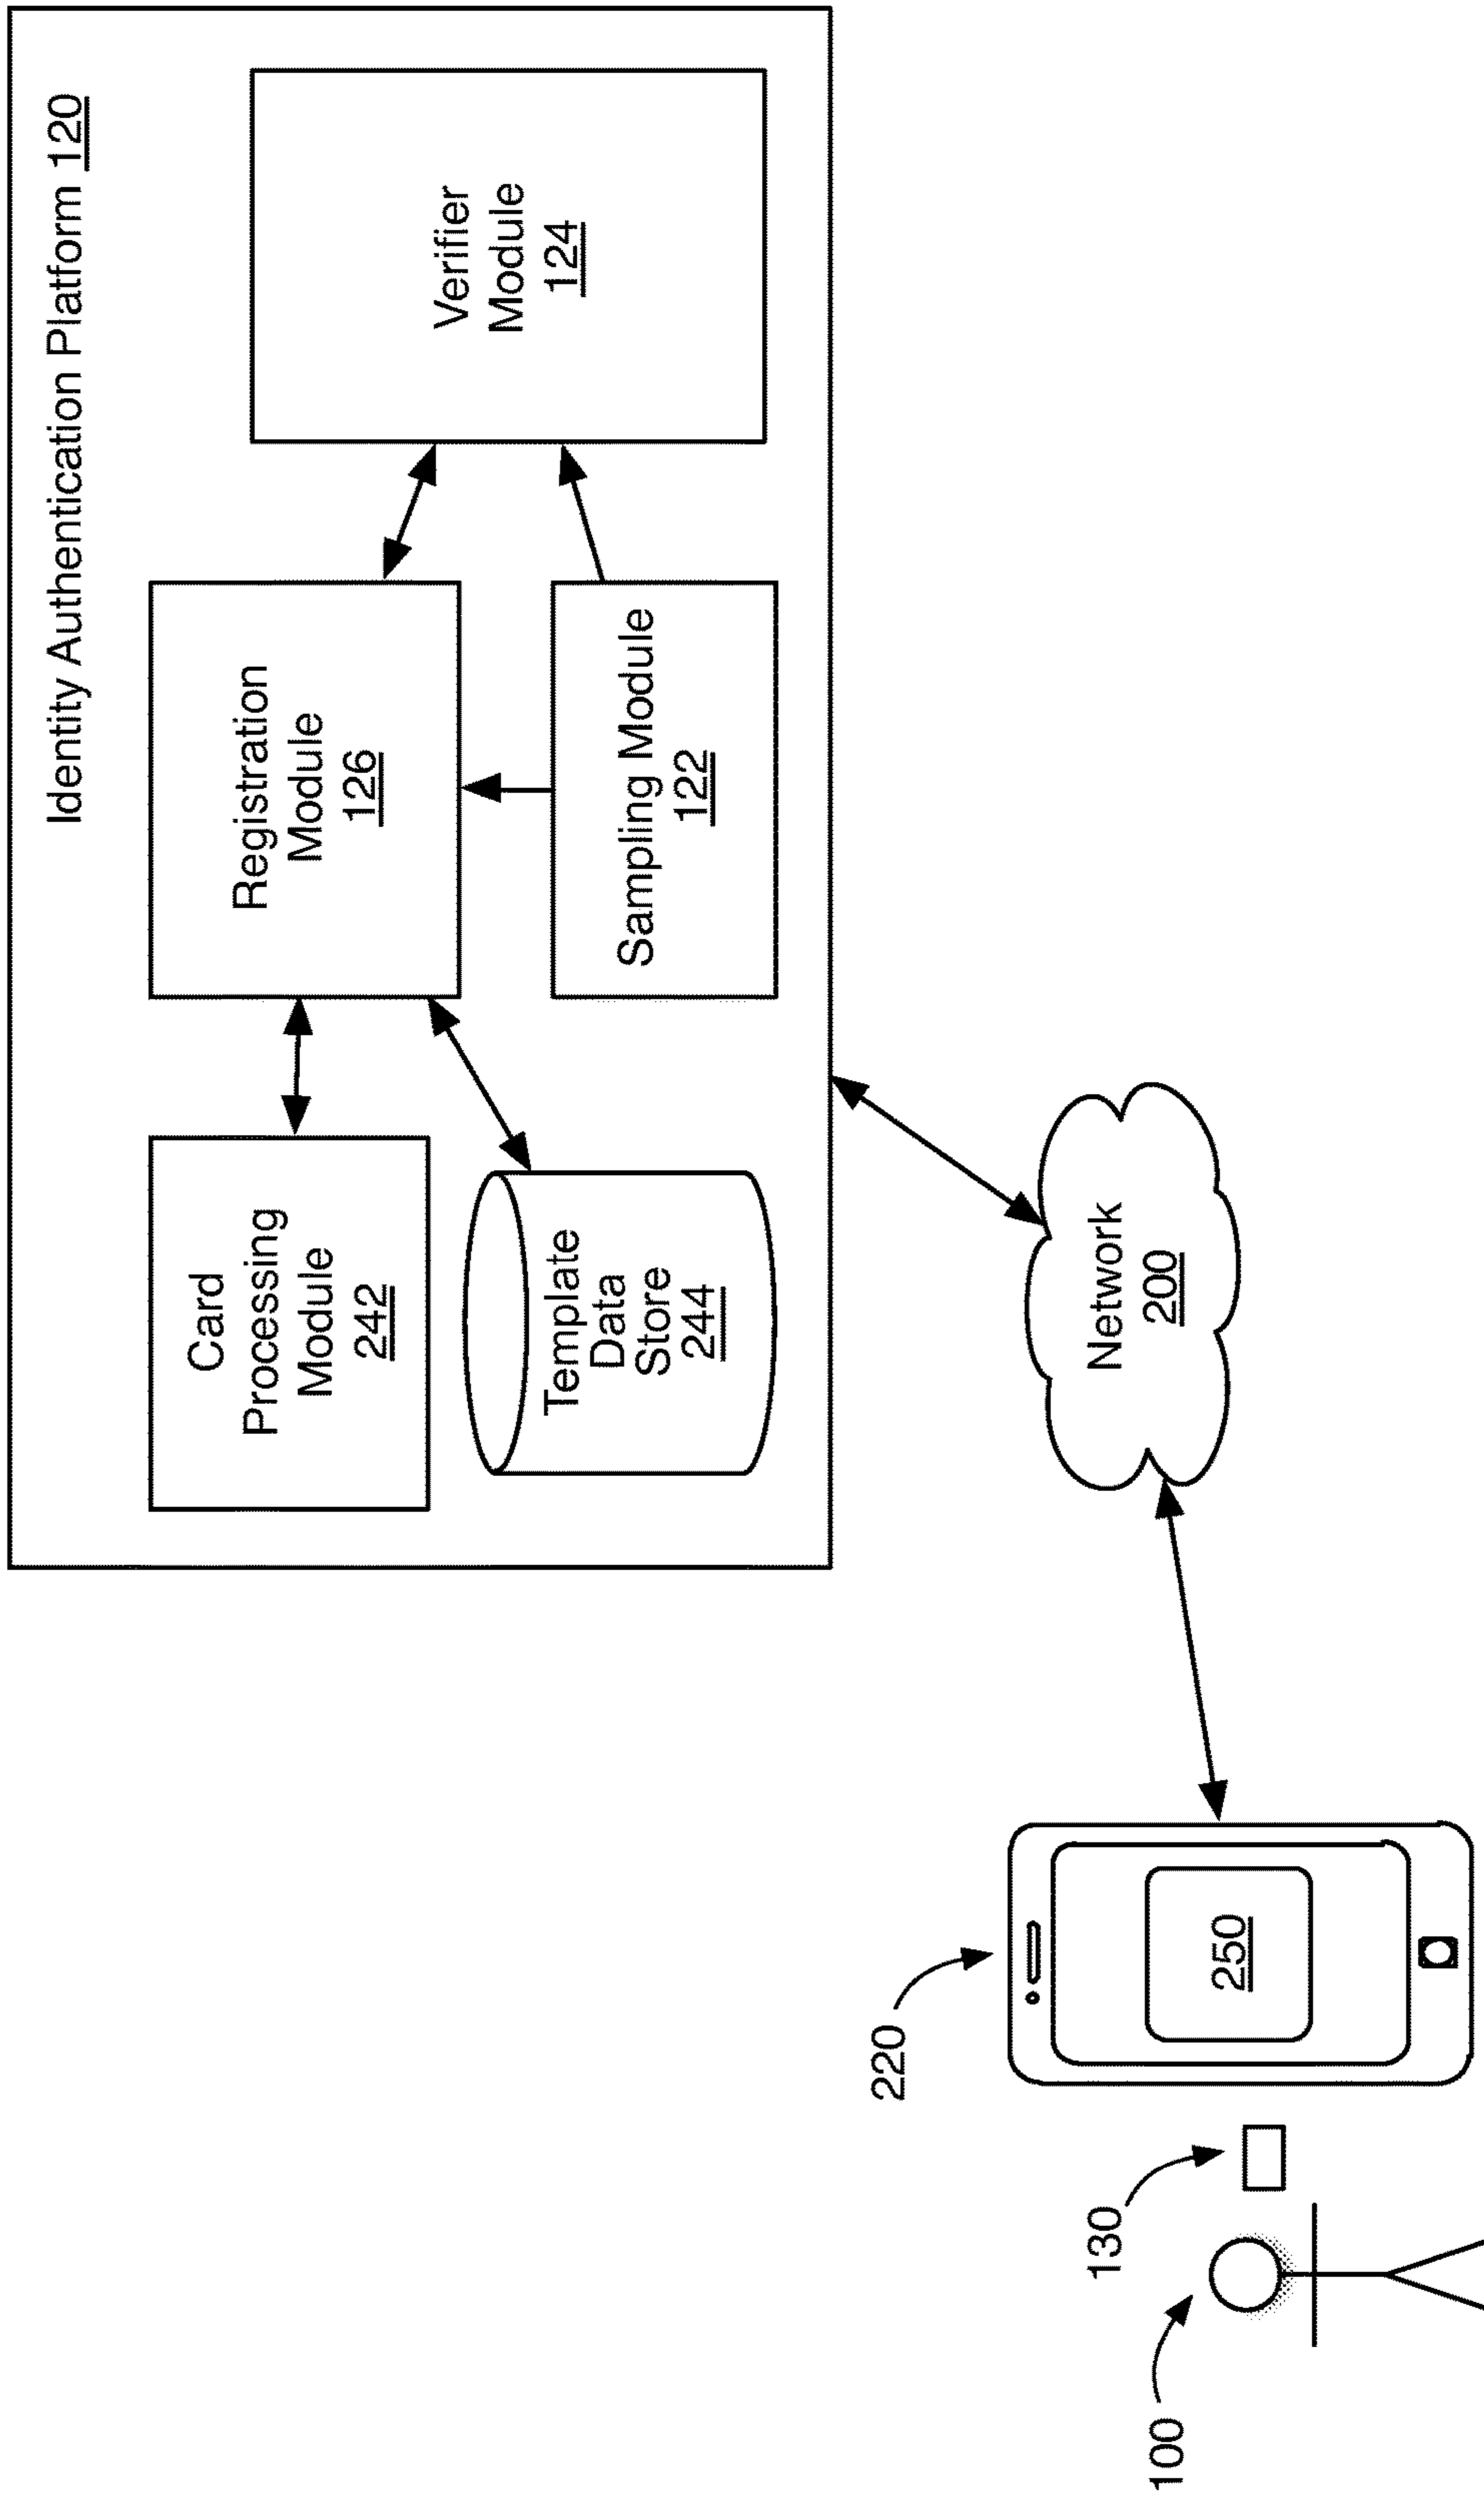 Identity Authentication Platform 120
Card
Processing
Module
242
Registration
Module
126
Verifier
Module
124
Template
Data
Store
244
Sampling Module
122
Network
200
220
250
130
100